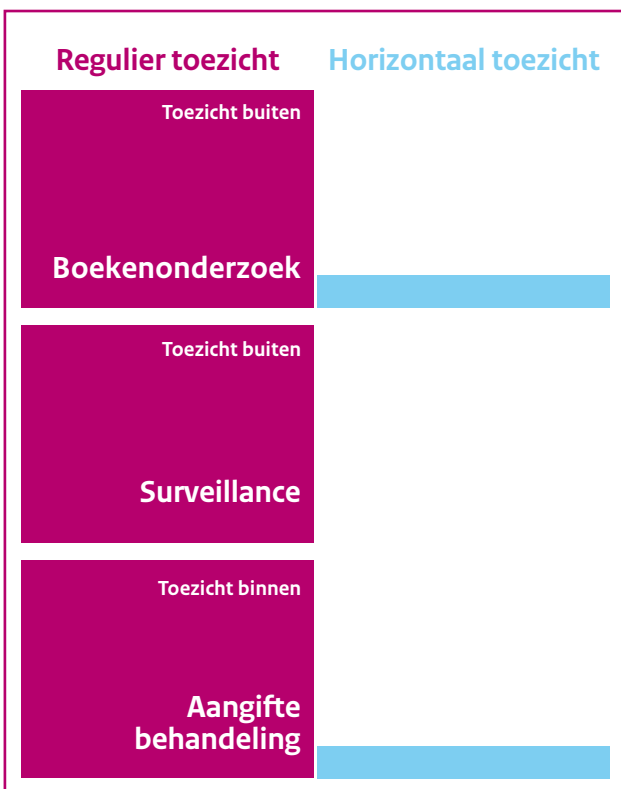 Regulier toezicht
Horizontaal toezicht
Toezicht buiten
Boekenonderzoek
Toezicht buiten
Surveillance
Toezicht binnen
Aangifte
behandeling